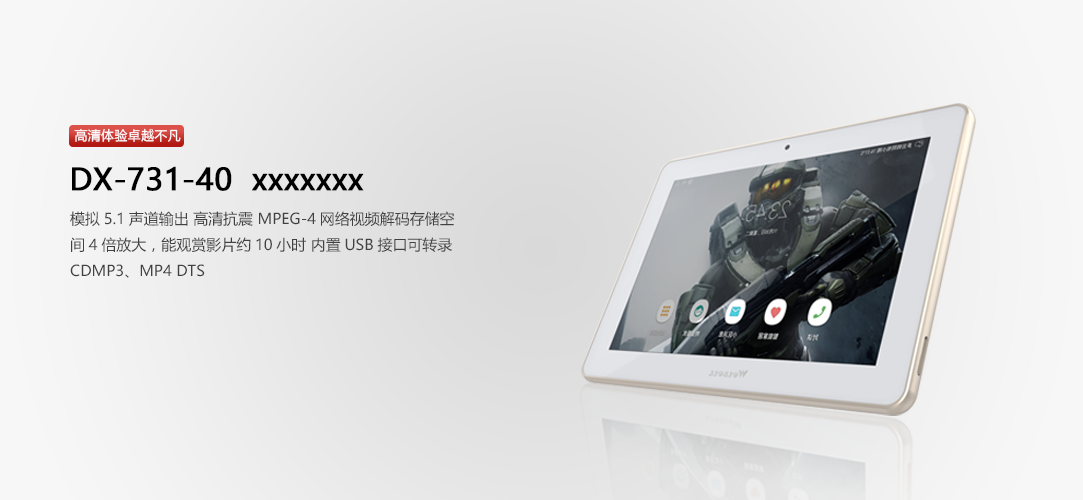 高清体验卓越不凡
DX-731-40 xxxxxxx
模拟 5.1 声道输出 高清抗震 MPEG-4 网络视频解码存储空
间 4 倍放大，能观赏影片约 10 小时 内置 USB 接口可转录
CDMP3、MP4 DTS
23:45